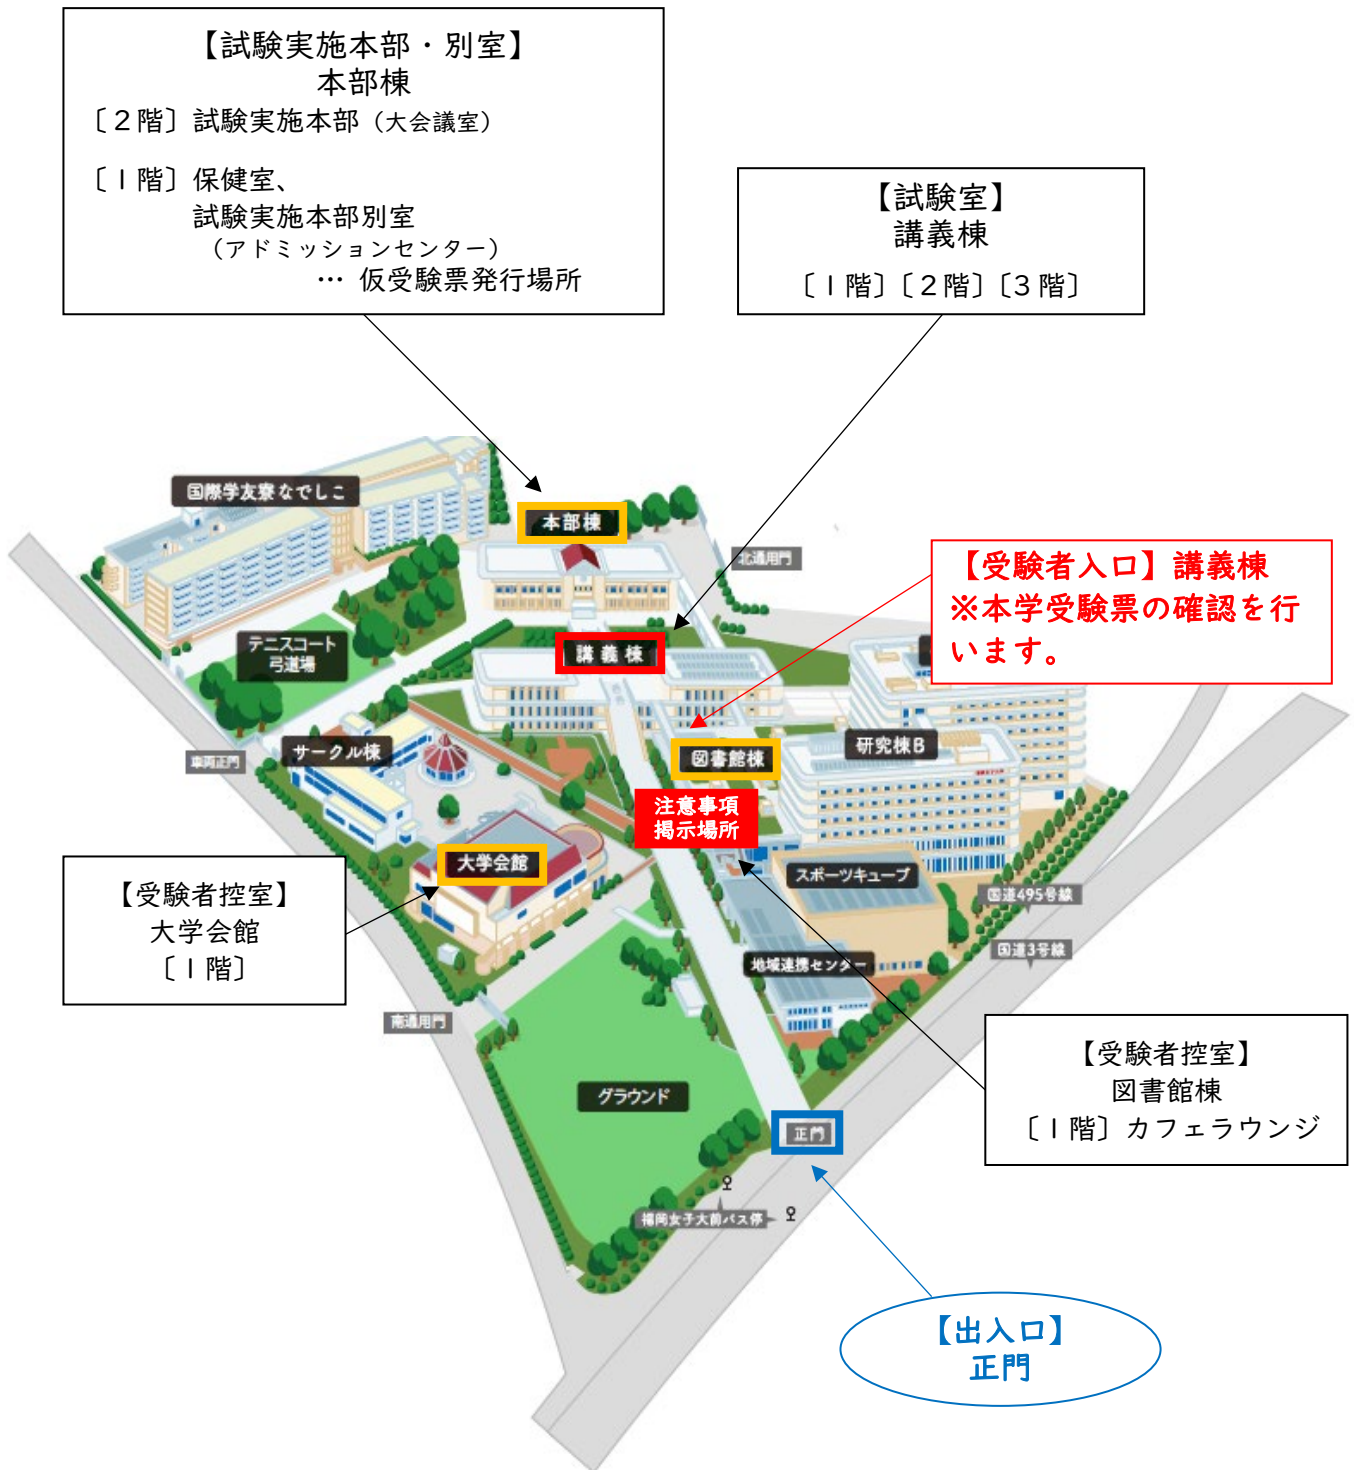 【試験実施本部・別室】
本部棟
〔２階〕試験実施本部（大会議室）
〔１階〕保健室、
試験実施本部別室
（アドミッションセンター）
… 仮受験票発行場所
【試験室】
講義棟
〔１階〕〔２階〕〔３階〕
国際学友寮なでしこ
本部棟
北通用門
【受験者入口】講義棟
※本学受験票の確認を行
います。
テニスコート
弓道場
講義棟
車両正門
サークル棟
図書館棟
研究棟B
注意事項
掲示場所
大学会館
スポーツキューブ
国道495号線
国道3号線
地域連携センター
【受験者控室】
大学会館
〔１階〕
南通用門
【受験者控室】
図書館棟
〔１階〕カフェラウンジ
グラウンド
正門
福岡女子大前バス停
【出入口】
正門